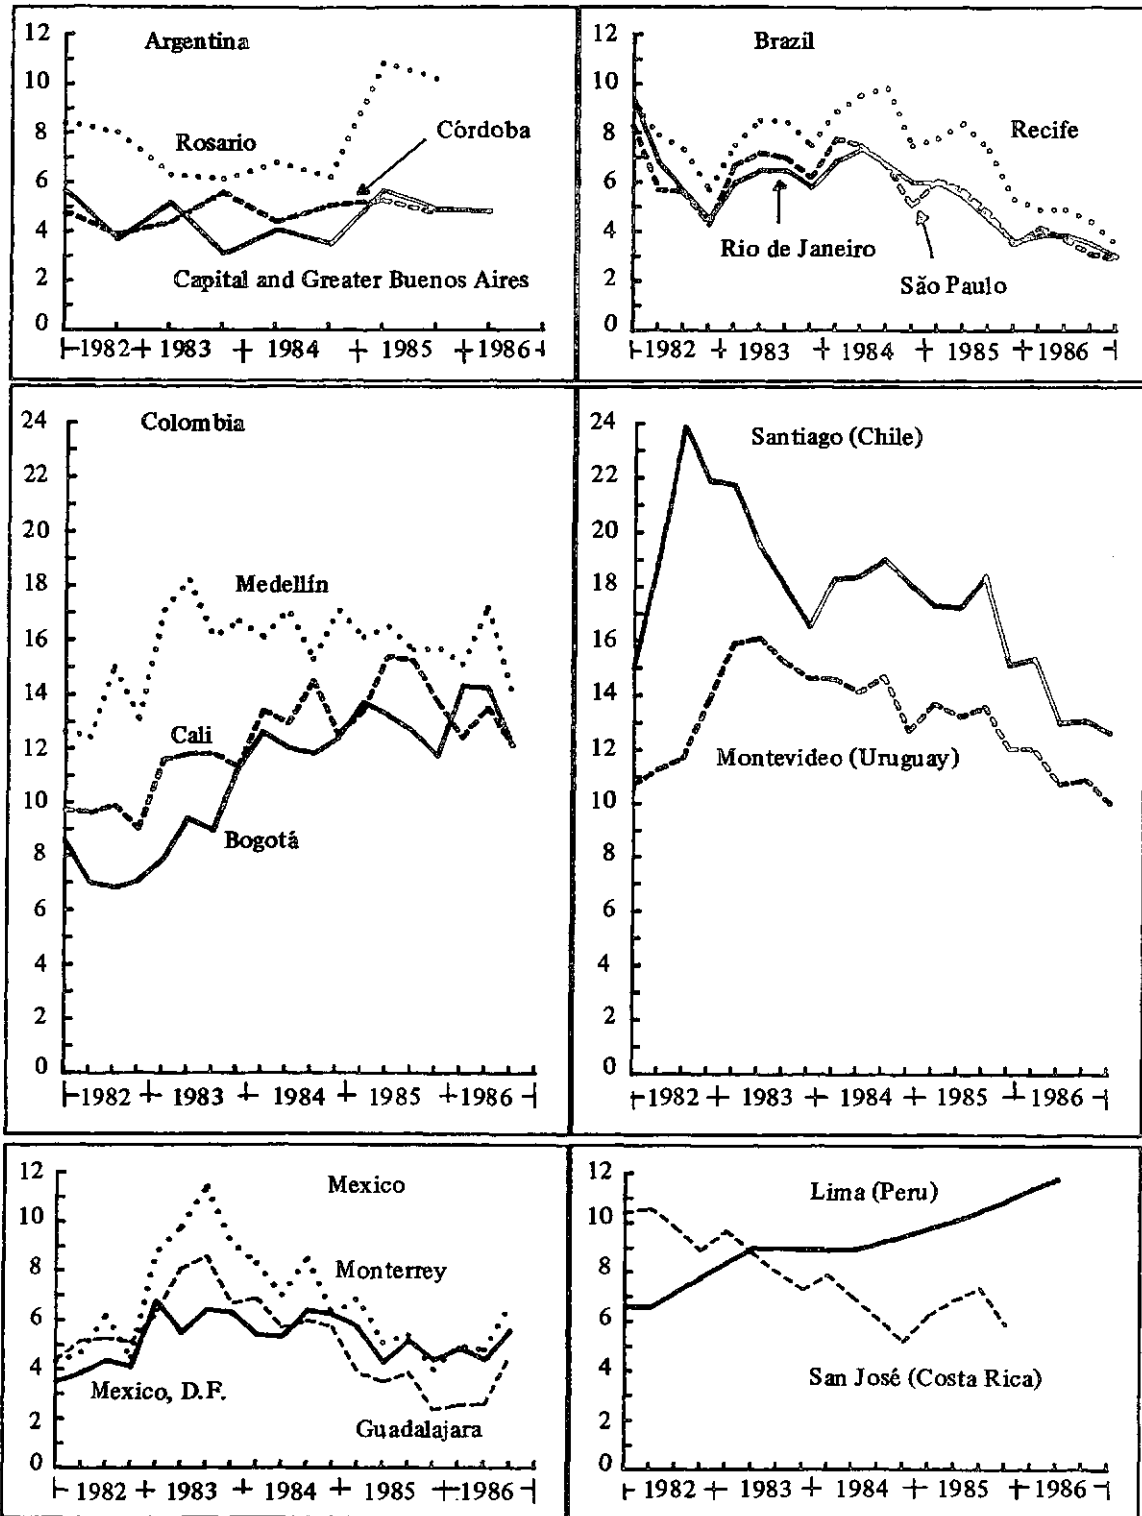 Argentina
12
10
8
6
4
2
0
Rosario
Córdoba
Capital and Greater Buenos Aires
1982 1983 1984 1985 1986
Brazil
12
10
8
6
4
2
0
Recife
Rio de Janeiro
São Paulo
1982 1983 1984 1985 1986
Colombia
24
22
20
18
16
14
12
10
8
6
4
2
0
Medellín
Cali
Bogotá
1982 1983 1984 1985 1986
24
22
20
18
16
14
12
10
8
6
4
2
0
Santiago (Chile)
Montevideo (Uruguay)
1982 1983 1984 1985 1986
Mexico
12
10
8
6
4
2
0
Monterrey
Mexico, D.F.
Guadalajara
1982 1983 1984 1985 1986
12
10
8
6
4
2
0
Lima (Peru)
San José (Costa Rica)
1982 1983 1984 1985 1986